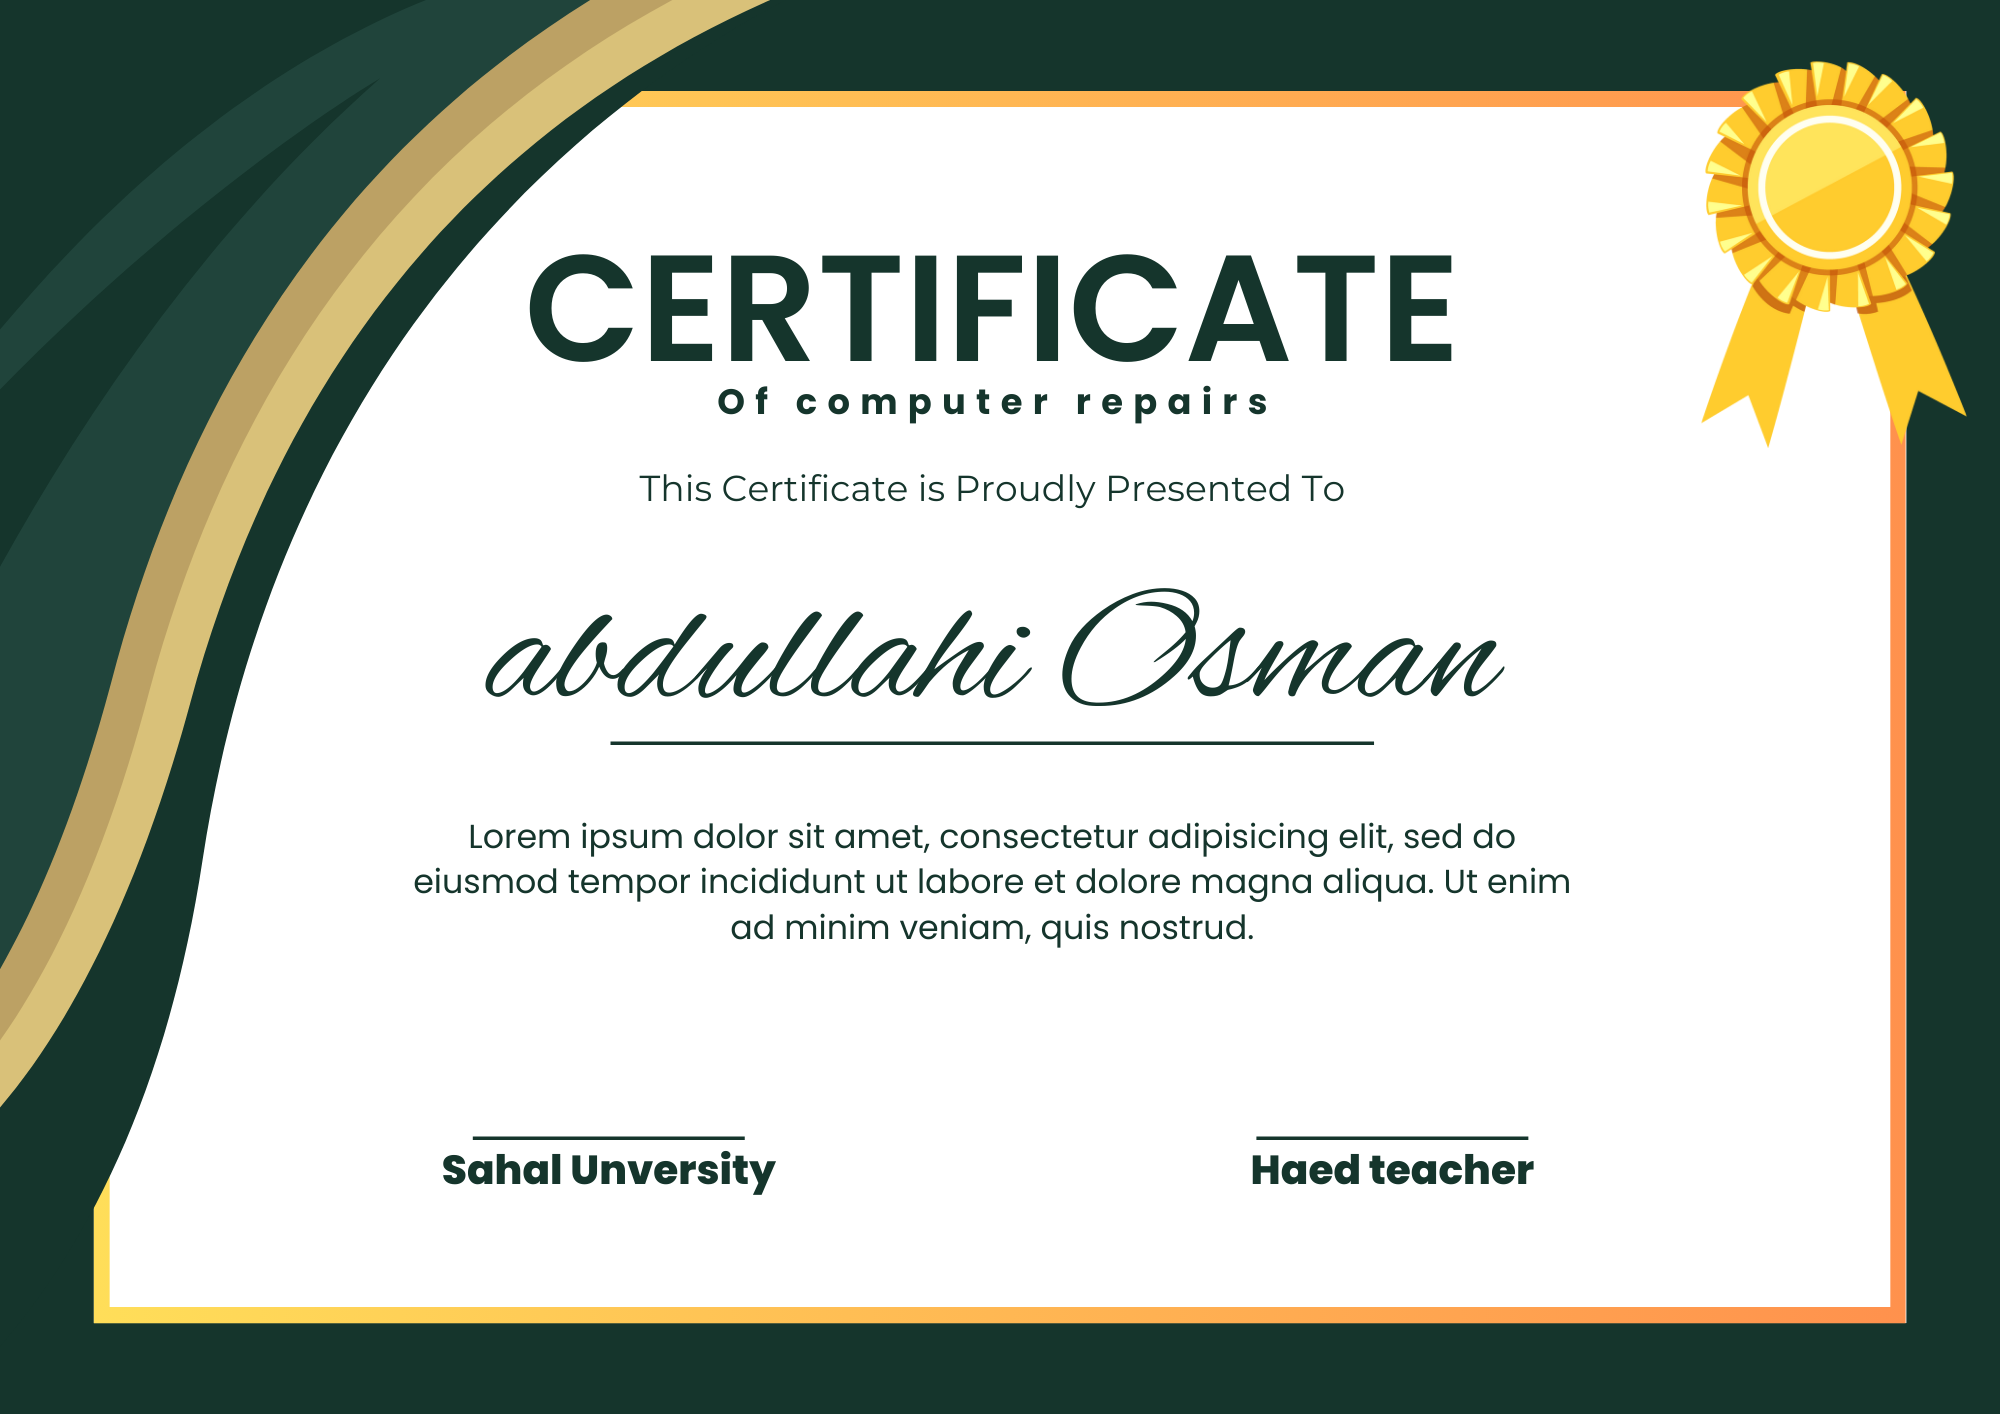 CERTIFICATE
Of computer repairs
This Certificate is Proudly Presented To
abdullahi Osman
Lorem ipsum dolor sit amet, consectetur adipisicing elit, sed do
eiusmod tempor incididunt ut labore et dolore magna aliqua. Ut enim
ad minim veniam, quis nostrud.
Sahal Unversity
Haed teacher